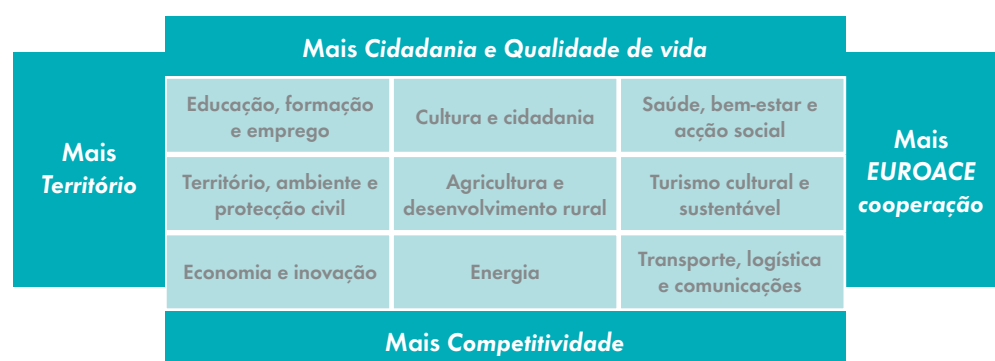 Mais Cidadania e Qualidade de vida
Mais
Território
Educação, formação
e emprego
Cultura e cidadania
Saúde, bem-estar e
acção social
Território, ambiente e
protecção civil
Agricultura e
desenvolvimento rural
Turismo cultural e
sustentável
Economia e inovação
Energia
Transporte, logística
e comunicações
Mais
EUROACE
cooperação
Mais Competitividade